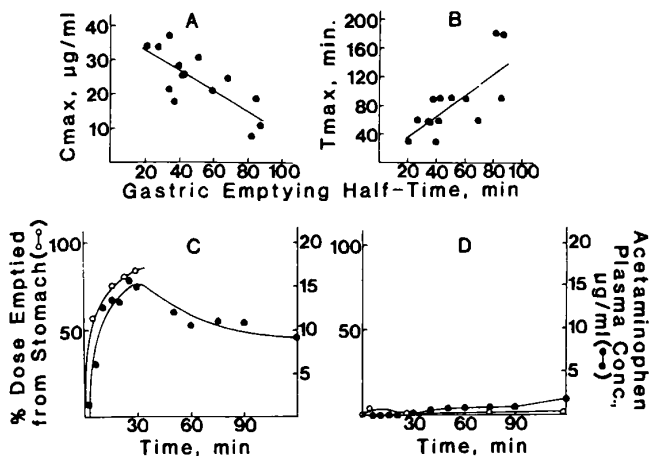 A
B
Cmax, µg/ml
40
30
20
10
20 40 60 80 100
Tmax, min.
200
160
120
80
40
20 40 60 80 100
Gastric Emptying Half-Time, min
C
D
% Dose Emptied
from Stomach(o-o)
100
50
20
15
10
5
30 60 90
Time, min
100
50
20
15
10
5
30 60 90
Time, min
Acetaminophen
Plasma Conc.,
µg/ml(●-●)